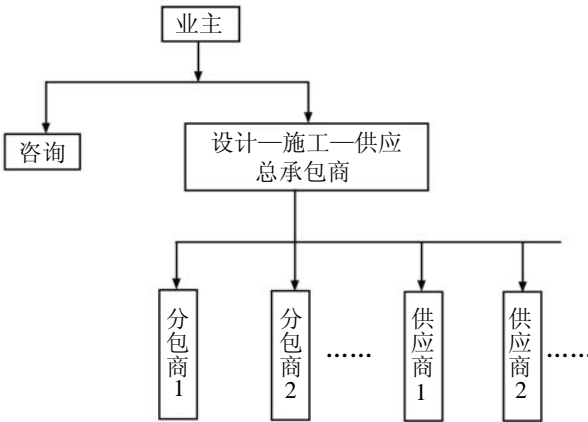 业主
咨询
设计—施工—供应
总承包商
分包商1
分包商2
……
供应商1
供应商2
……